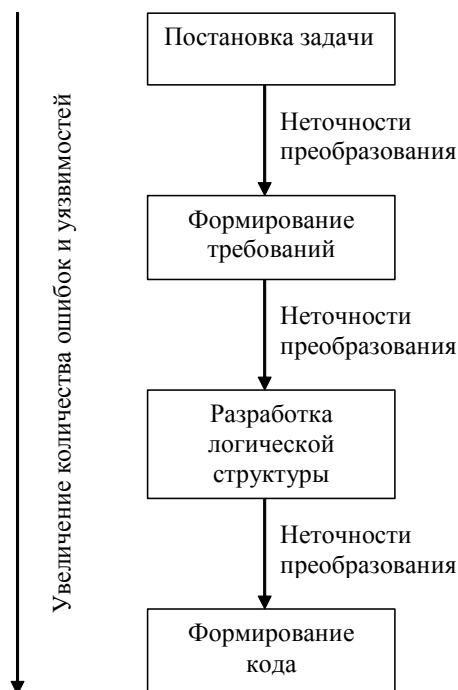 Постановка задачи
Неточности
преобразования
Формирование
требований
Неточности
преобразования
Разработка
логической
структуры
Неточности
преобразования
Формирование
кода
Увеличение количества ошибок и уязвимостей